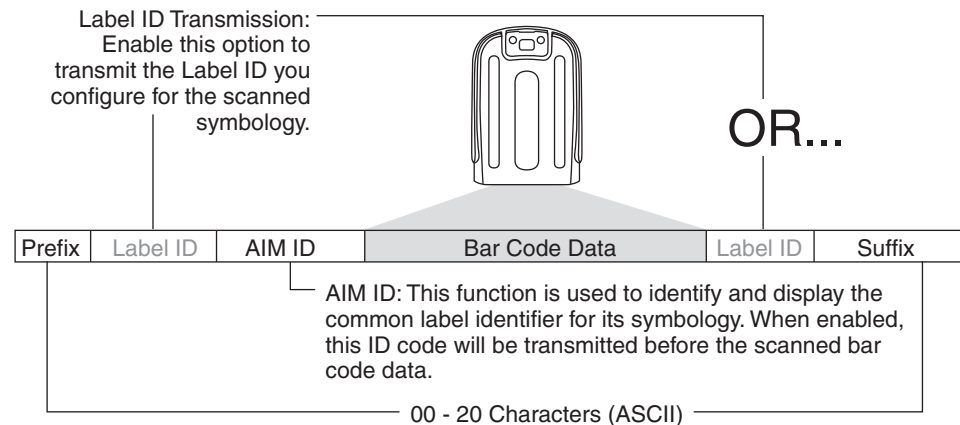 Label ID Transmission:
Enable this option to
transmit the Label ID you
configure for the scanned
symbology.
OR...
Prefix Label ID AIM ID Bar Code Data Label ID Suffix
AIM ID: This function is used to identify and display the
common label identifier for its symbology. When enabled,
this ID code will be transmitted before the scanned bar
code data.
00 - 20 Characters (ASCII)